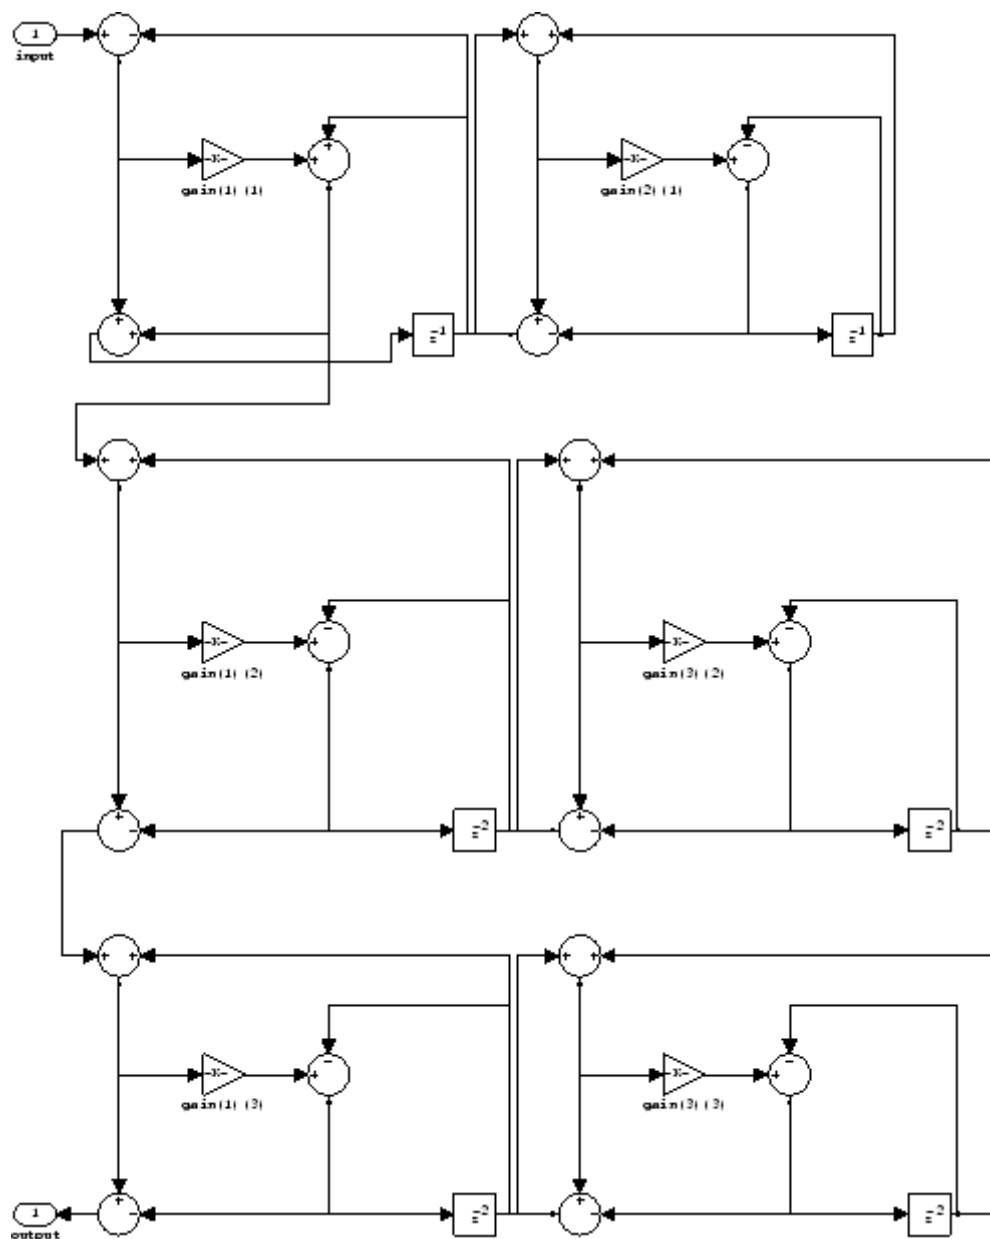 1
input
gain(1)(1)
gain(2)(1)
z-1
z-1
gain(1)(2)
gain(3)(2)
z-2
z-2
gain(1)(3)
gain(3)(3)
1
output
z-2
z-2